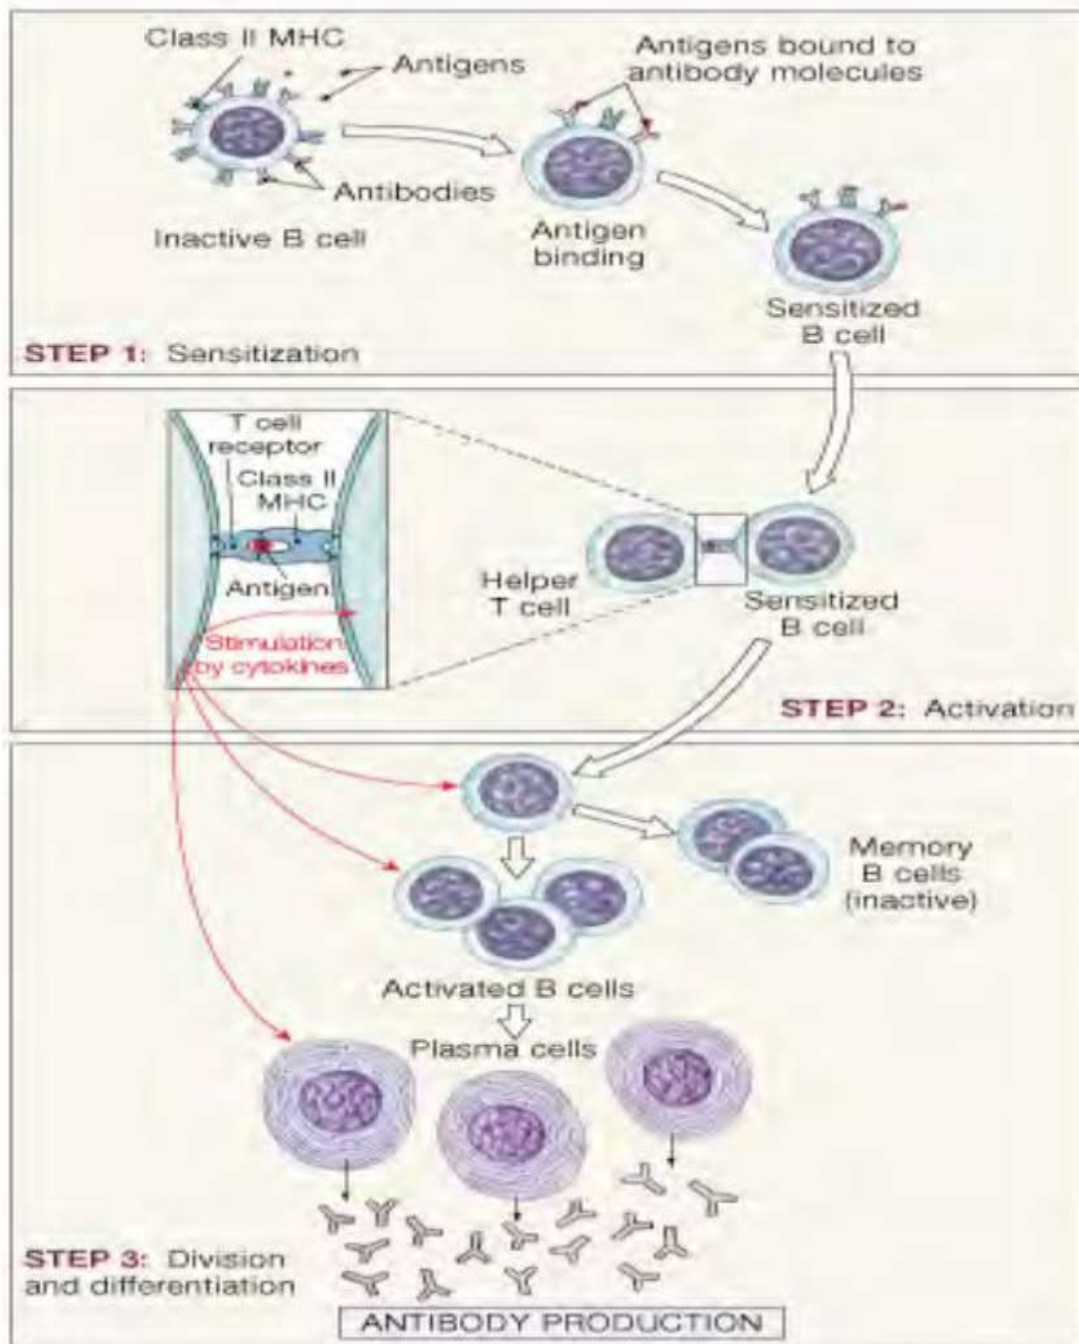 Class II MHC
Antigens
Antigens bound to
antibody molecules
Antibodies
Inactive B cell
Antigen
binding
Sensitized
B cell
STEP 1: Sensitization
T cell
receptor
Class II
MHC
Antigen
Stimulation
by cytokines
Helper
T cell
Sensitized
B cell
STEP 2: Activation
Memory
B cells
(inactive)
Activated B cells
Plasma cells
STEP 3: Division
and differentiation
ANTIBODY PRODUCTION